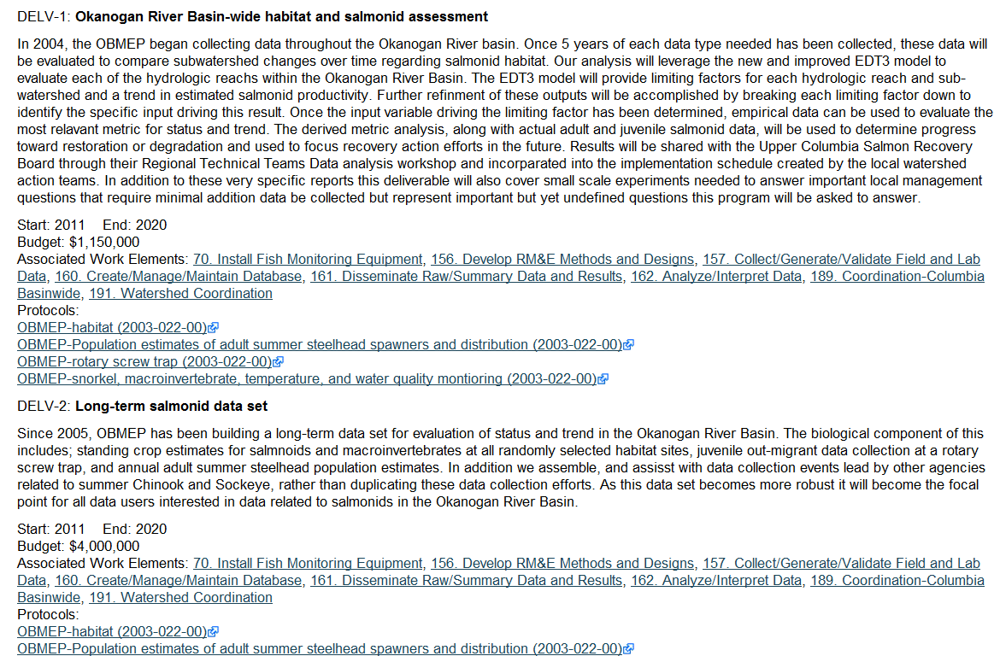 DELV-1: Okanogan River Basin-wide habitat and salmonid assessment
In 2004, the OBMEP began collecting data throughout the Okanogan River basin. Once 5 years of each data type needed has been collected, these data will
be evaluated to compare subwatershed changes over time regarding salmonid habitat. Our analysis will leverage the new and improved EDT3 model to
evaluate each of the hydrologic reachs within the Okanogan River Basin. The EDT3 model will provide limiting factors for each hydrologic reach and sub-
watershed and a trend in estimated salmonid productivity. Further refinment of these outputs will be accomplished by breaking each limiting factor down to
identify the specific input driving this result. Once the input variable driving the limiting factor has been determined, empirical data can be used to evaluate the
most relavant metric for status and trend. The derived metric analysis, along with actual adult and juvenile salmonid data, will be used to determine progress
toward restoration or degradation and used to focus recovery action efforts in the future. Results will be shared with the Upper Columbia Salmon Recovery
Board through their Regional Technical Teams Data analysis workshop and incarparated into the implementation schedule created by the local watershed
action teams. In addition to these very specific reports this deliverable will also cover small scale experiments needed to answer important local management
questions that require minimal addition data be collected but represent important but yet undefined questions this program will be asked to answer.
Start: 2011 End: 2020
Budget: $1,150,000
Associated Work Elements: 70. Install Fish Monitoring Equipment, 156. Develop RM&E Methods and Designs, 157. Collect/Generate/Validate Field and Lab
Data, 160. Create/Manage/Maintain Database, 161. Disseminate Raw/Summary Data and Results, 162. Analyze/Interpret Data, 189. Coordination-Columbia
Basinwide, 191. Watershed Coordination
Protocols:
OBMEP-habitat (2003-022-00)
OBMEP-Population estimates of adult summer steelhead spawners and distribution (2003-022-00)
OBMEP-rotary screw trap (2003-022-00)
OBMEP-snorkel, macroinvertebrate, temperature, and water quality montioring (2003-022-00)
DELV-2: Long-term salmonid data set
Since 2005, OBMEP has been building a long-term data set for evaluation of status and trend in the Okanogan River Basin. The biological component of this
includes; standing crop estimates for salmnoids and macroinvertebrates at all randomly selected habitat sites, juvenile out-migrant data collection at a rotary
screw trap, and annual adult summer steelhead population estimates. In addition we assemble, and assisst with data collection events lead by other agencies
related to summer Chinook and Sockeye, rather than duplicating these data collection efforts. As this data set becomes more robust it will become the focal
point for all data users interested in data related to salmonids in the Okanogan River Basin.
Start: 2011 End: 2020
Budget: $4,000,000
Associated Work Elements: 70. Install Fish Monitoring Equipment, 156. Develop RM&E Methods and Designs, 157. Collect/Generate/Validate Field and Lab
Data, 160. Create/Manage/Maintain Database, 161. Disseminate Raw/Summary Data and Results, 162. Analyze/Interpret Data, 189. Coordination-Columbia
Basinwide, 191. Watershed Coordination
Protocols:
OBMEP-habitat (2003-022-00)
OBMEP-Population estimates of adult summer steelhead spawners and distribution (2003-022-00)